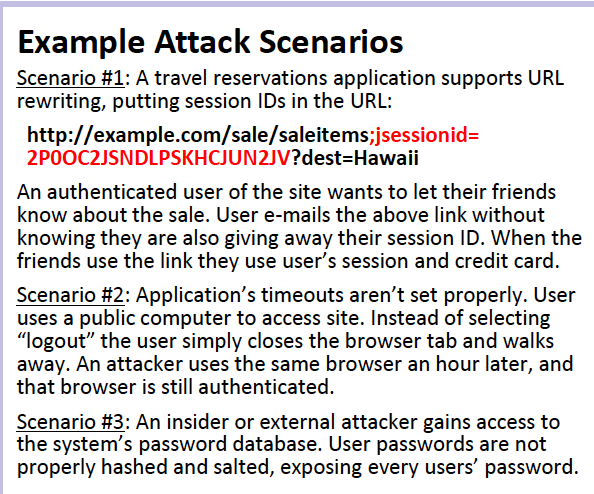 Example Attack Scenarios
Scenario #1: A travel reservations application supports URL
rewriting, putting session IDs in the URL:
http://example.com/sale/saleitems;jsessionid=
2P0OC2JSNDLPSKHCJUN2JV?dest=Hawaii
An authenticated user of the site wants to let their friends
know about the sale. User e-mails the above link without
knowing they are also giving away their session ID. When the
friends use the link they use user’s session and credit card.
Scenario #2: Application’s timeouts aren’t set properly. User
uses a public computer to access site. Instead of selecting
“logout” the user simply closes the browser tab and walks
away. An attacker uses the same browser an hour later, and
that browser is still authenticated.
Scenario #3: An insider or external attacker gains access to
the system’s password database. User passwords are not
properly hashed and salted, exposing every users’ password.